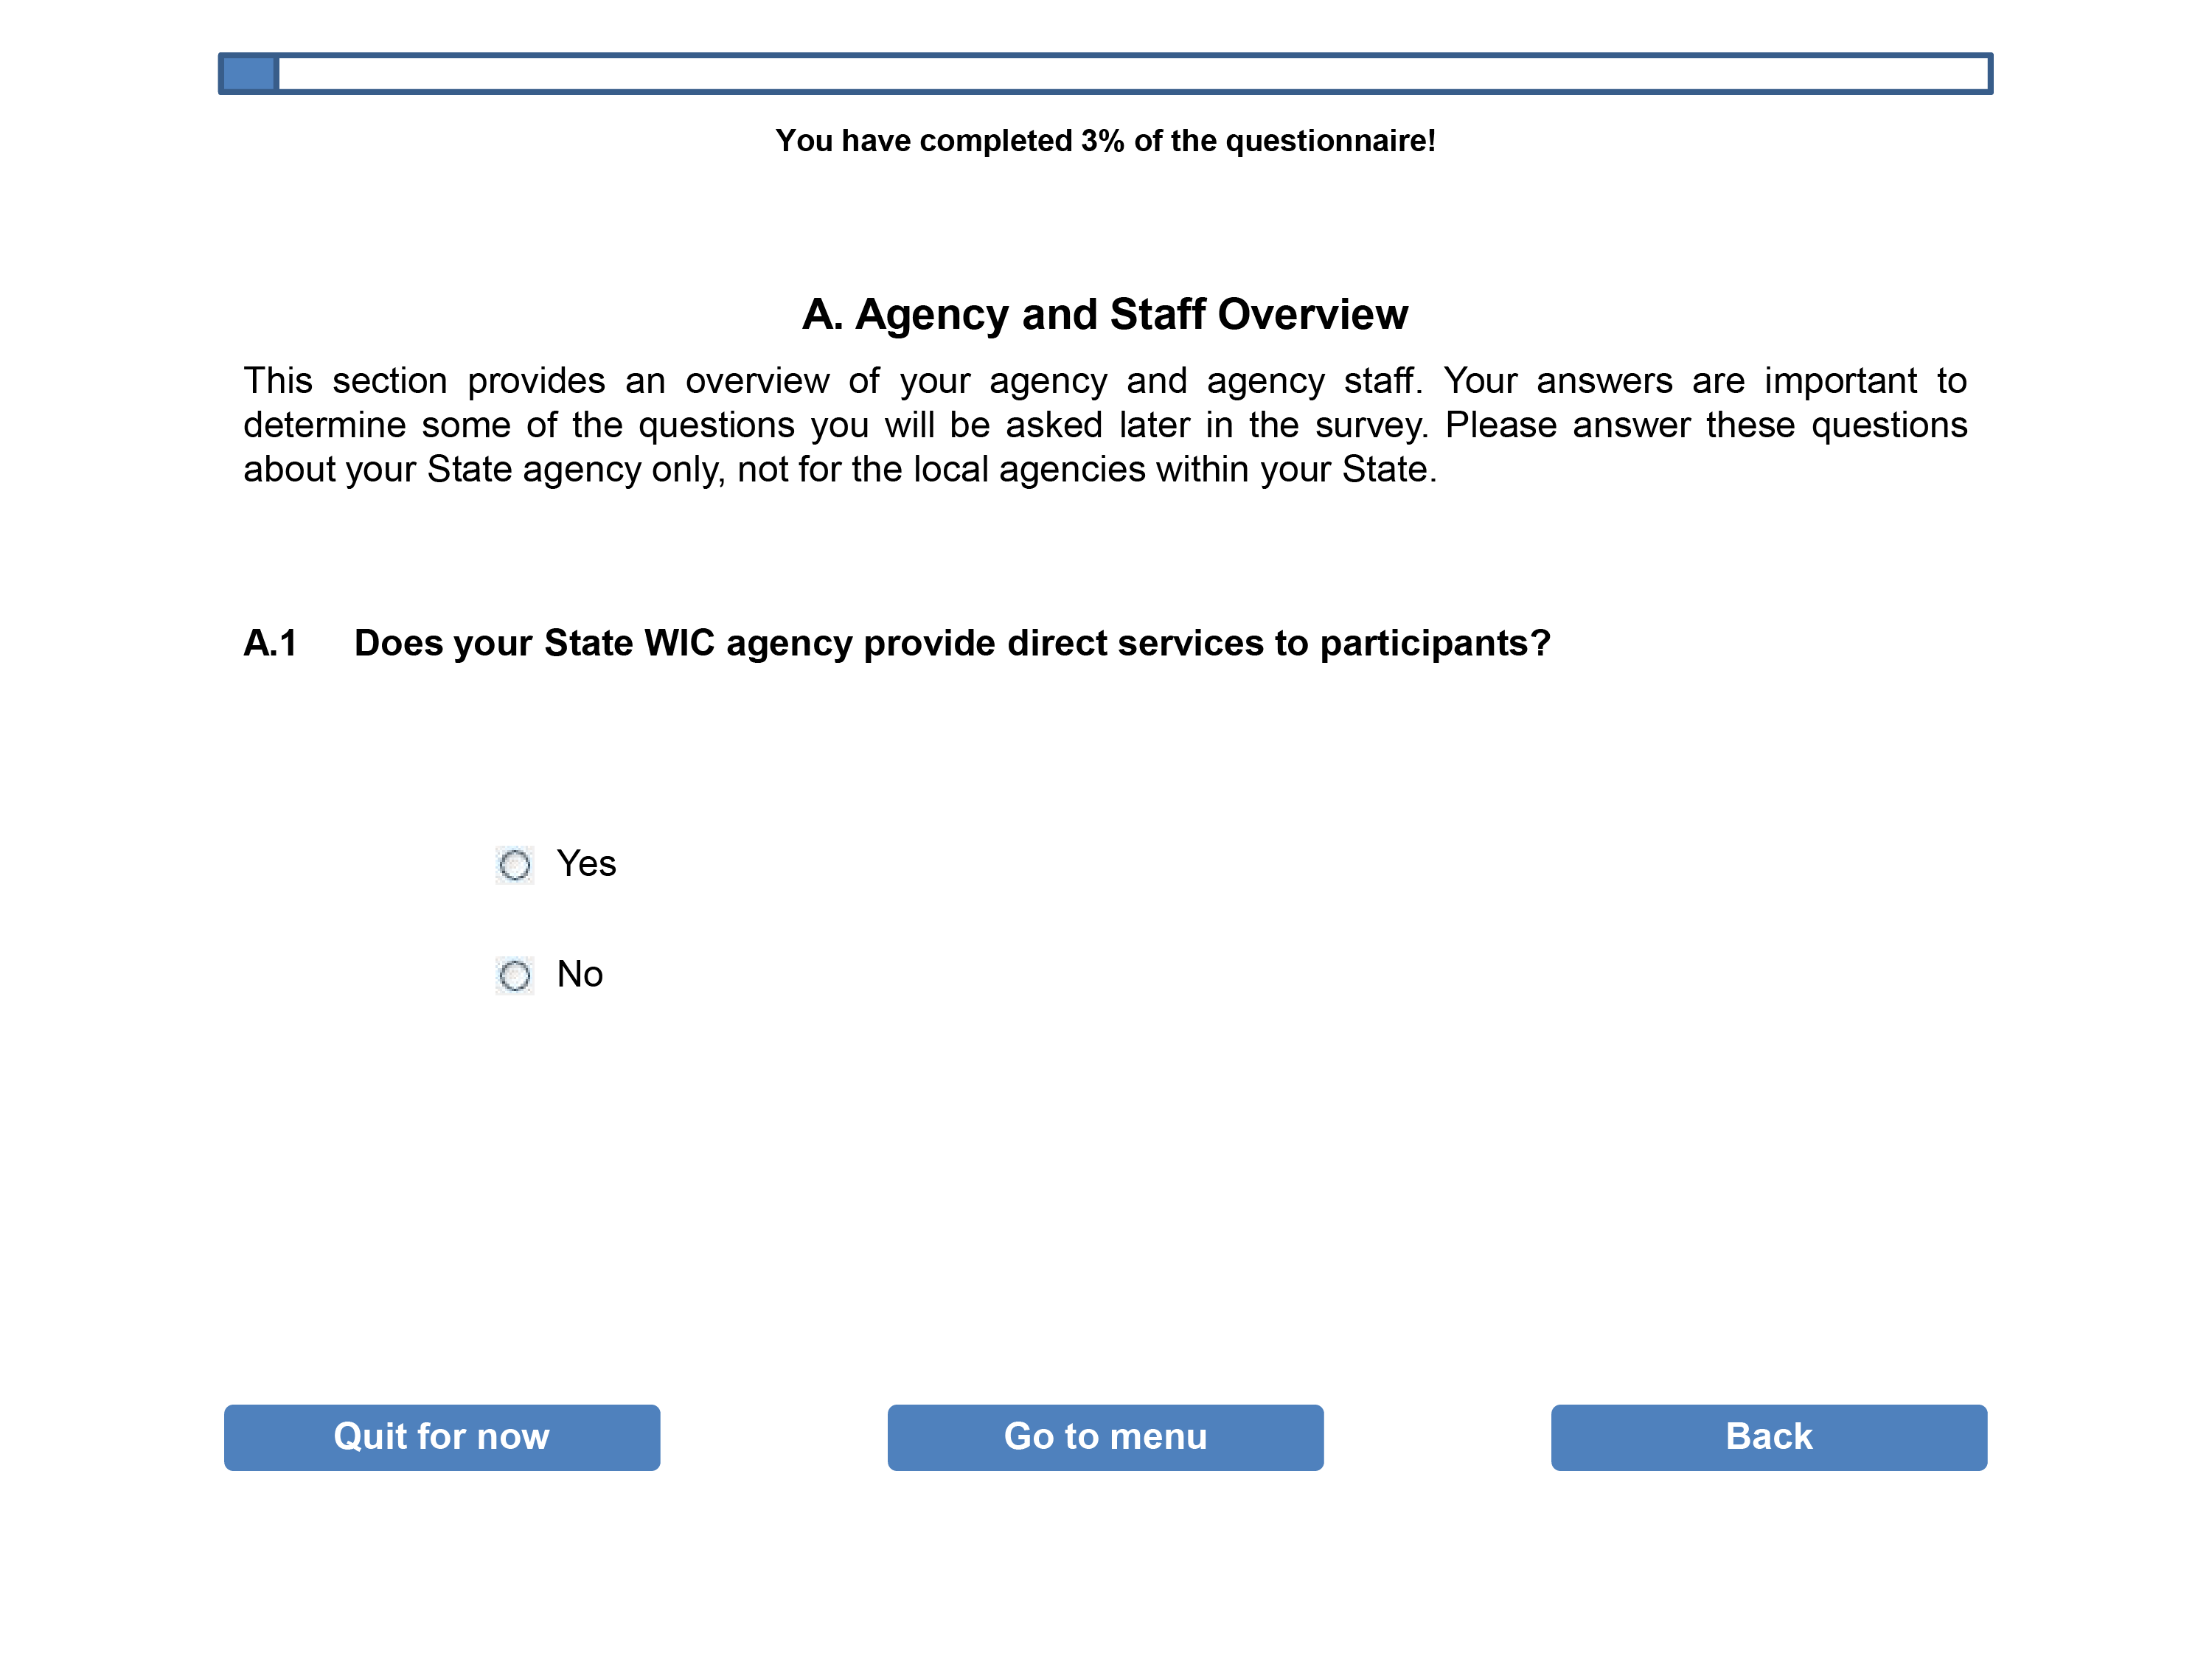 You have completed 3% of the questionnaire!
A. Agency and Staff Overview
This section provides an overview of your agency and agency staff. Your answers are important to
determine some of the questions you will be asked later in the survey. Please answer these questions
about your State agency only, not for the local agencies within your State.
A.1 Does your State WIC agency provide direct services to participants?
Yes
No
Quit for now
Go to menu
Back